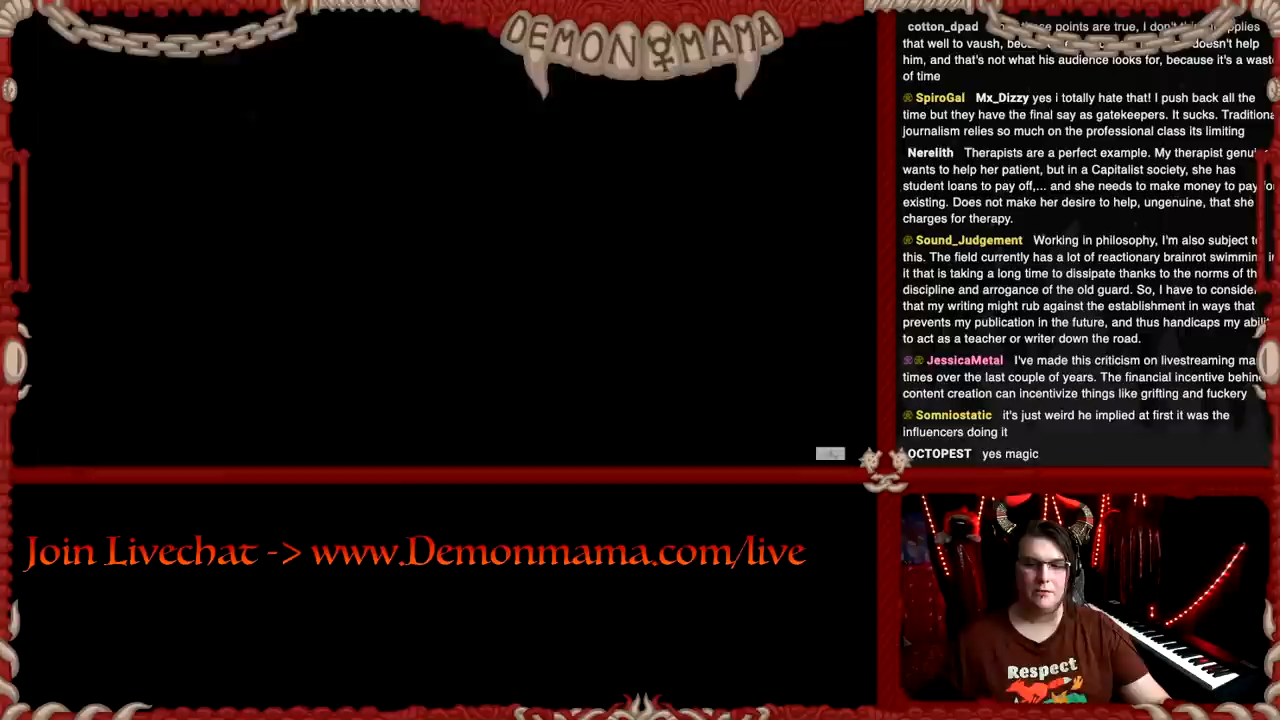 DEMON MAMA
cotton_dpad these points are true, I don't
that well to vaush, doesn't help
him, and that's not what his audience looks for, because it's a
of time
SpiroGal Mx_Dizzy yes i totally hate that! I push back all the
time but they have the final say as gatekeepers. It sucks.
journalism relies so much on the professional class its limiting
Nerelith Therapists are a perfect example. My therapist
wants to help her patient, but in a Capitalist society, she has
student loans to pay off,... and she needs to make money to pay
existing. Does not make her desire to help, ungenuine, that she
charges for therapy.
Sound_Judgement Working in philosophy, I'm also subject
this. The field currently has a lot of reactionary brainrot
it that is taking a long time to dissipate thanks to the norms of
discipline and arrogance of the old guard. So, I have to
that my writing might rub against the establishment in ways that
prevents my publication in the future, and thus handicaps my
to act as a teacher or writer down the road.
JessicaMetal I've made this criticism on livestreaming
times over the last couple of years. The financial incentive
content creation can incentivize things like grifting and fuckery
Somniostatic it's just weird he implied at first it was the
influencers doing it
OCTOPEST yes magic
Join Livechat -> www.Demonmama.com/live
Respect